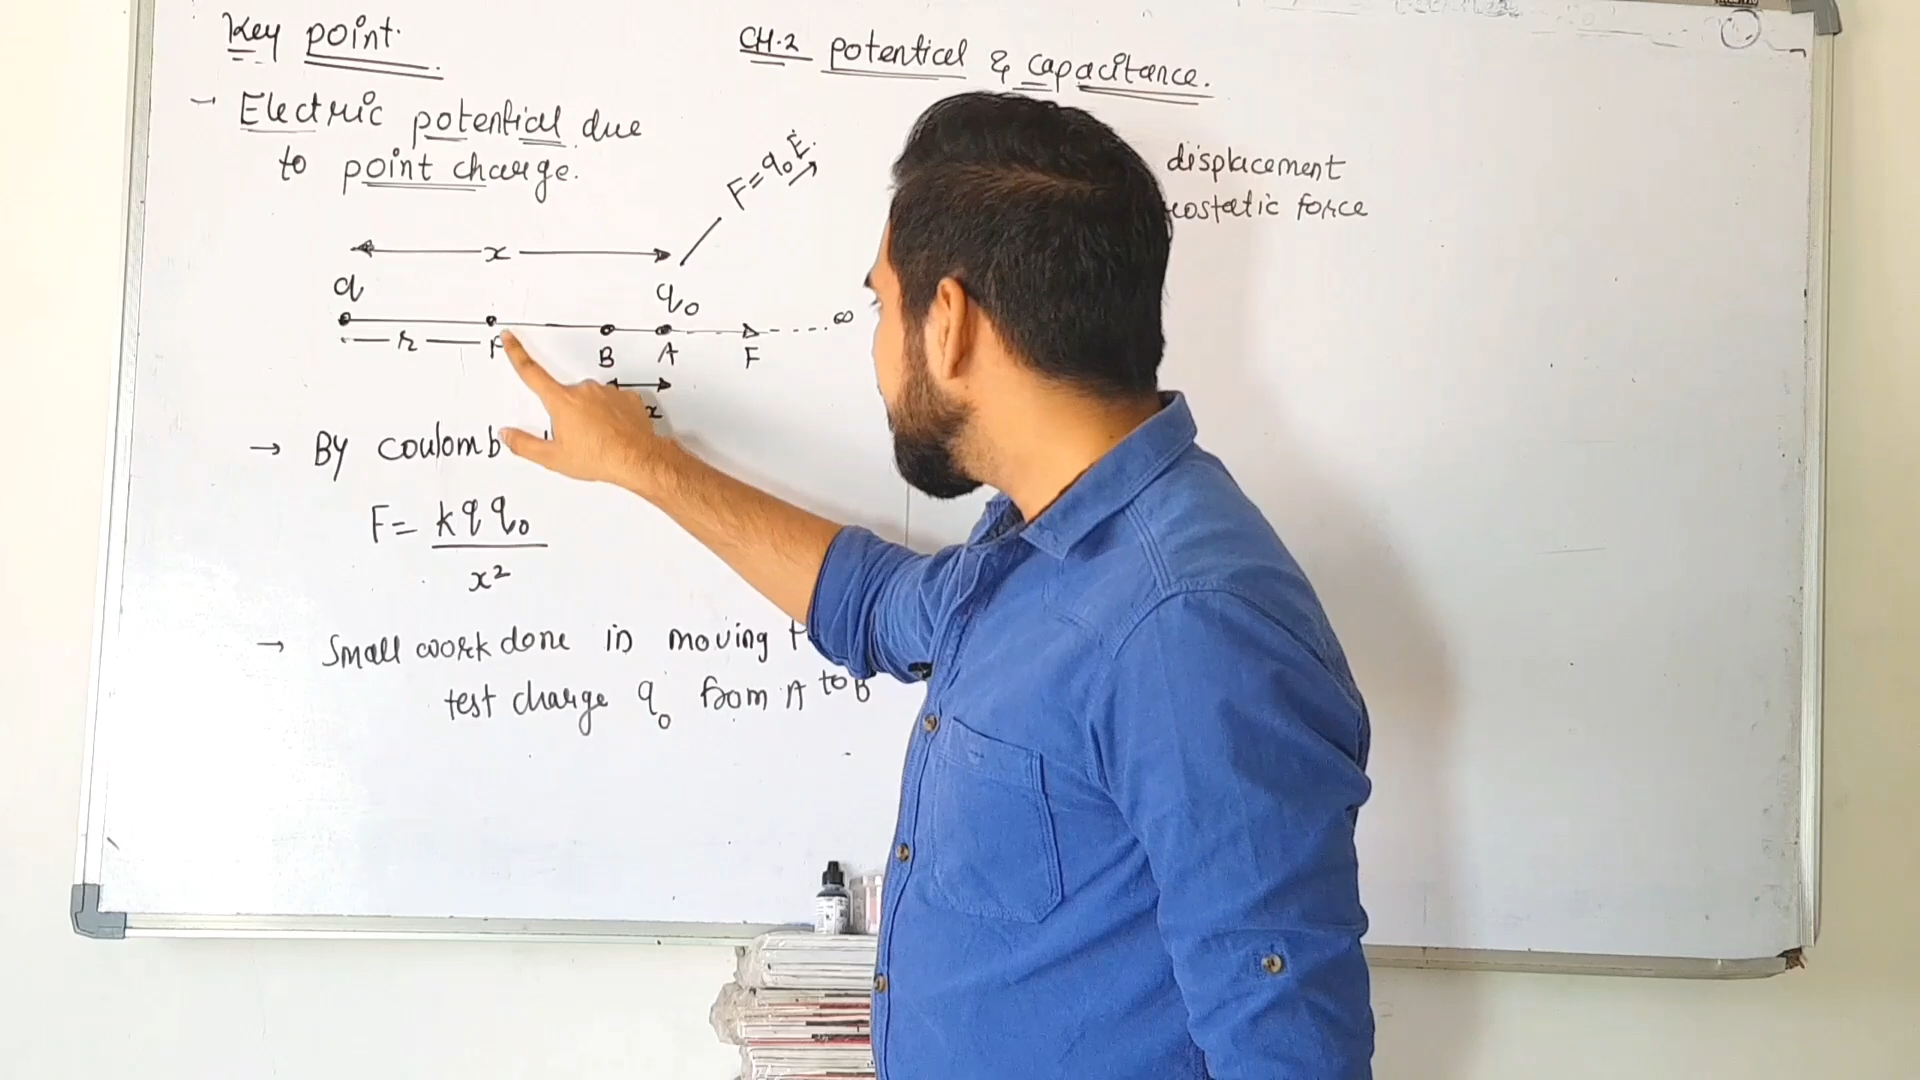 Key point.
CH.2 potential & capacitance.
→ Electric potential due
to point charge.
displacement
force
F = q₀E.
x
q
q₀
∞
r
B
A
F
x
→ By coulomb
F = kqq₀
x²
→ Small work done in moving
test charge q₀ from A to B